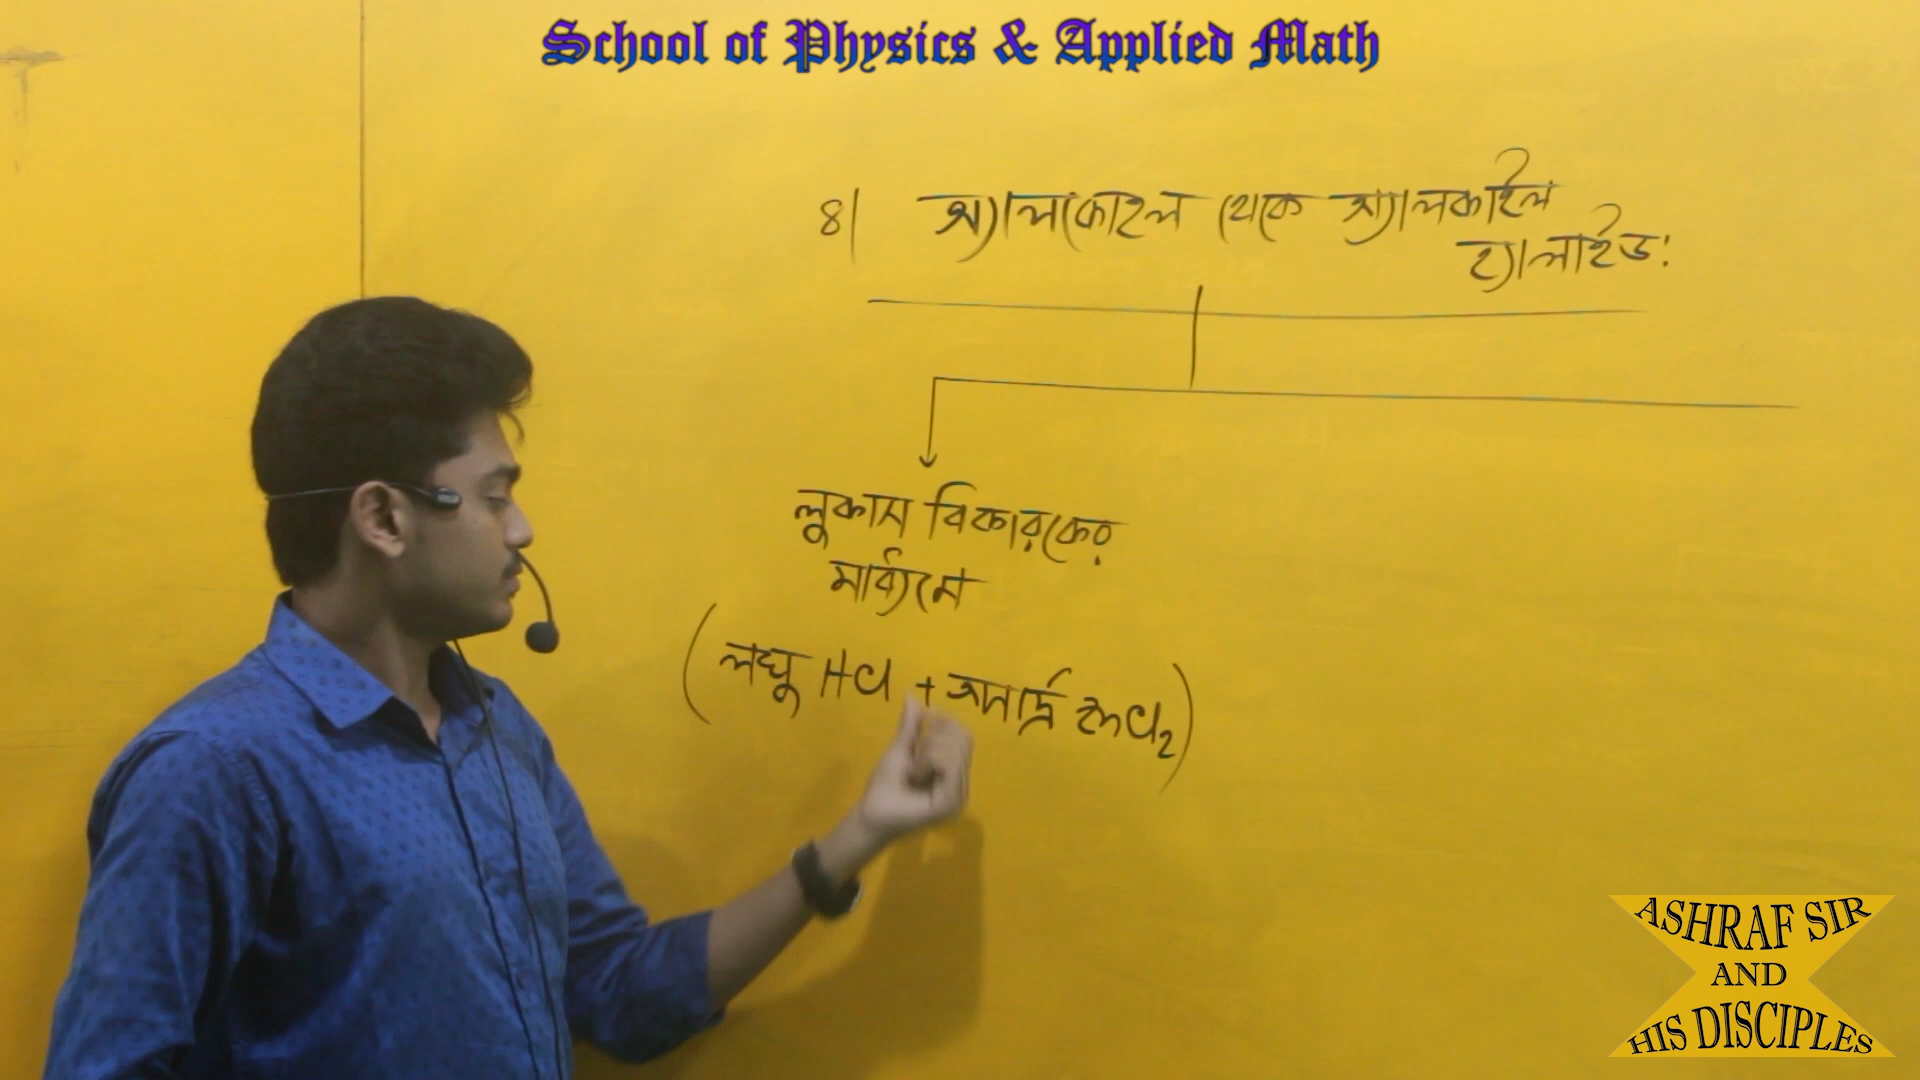 School of Physics & Applied Math
৪| অ্যালকোহল থেকে অ্যালকাইল
হ্যালাইড:
লুকাস বিকারকের
মাধ্যমে
(লঘু HCl + অনার্দ্র ZnCl₂)
ASHRAF SIR
AND
HIS DISCIPLES